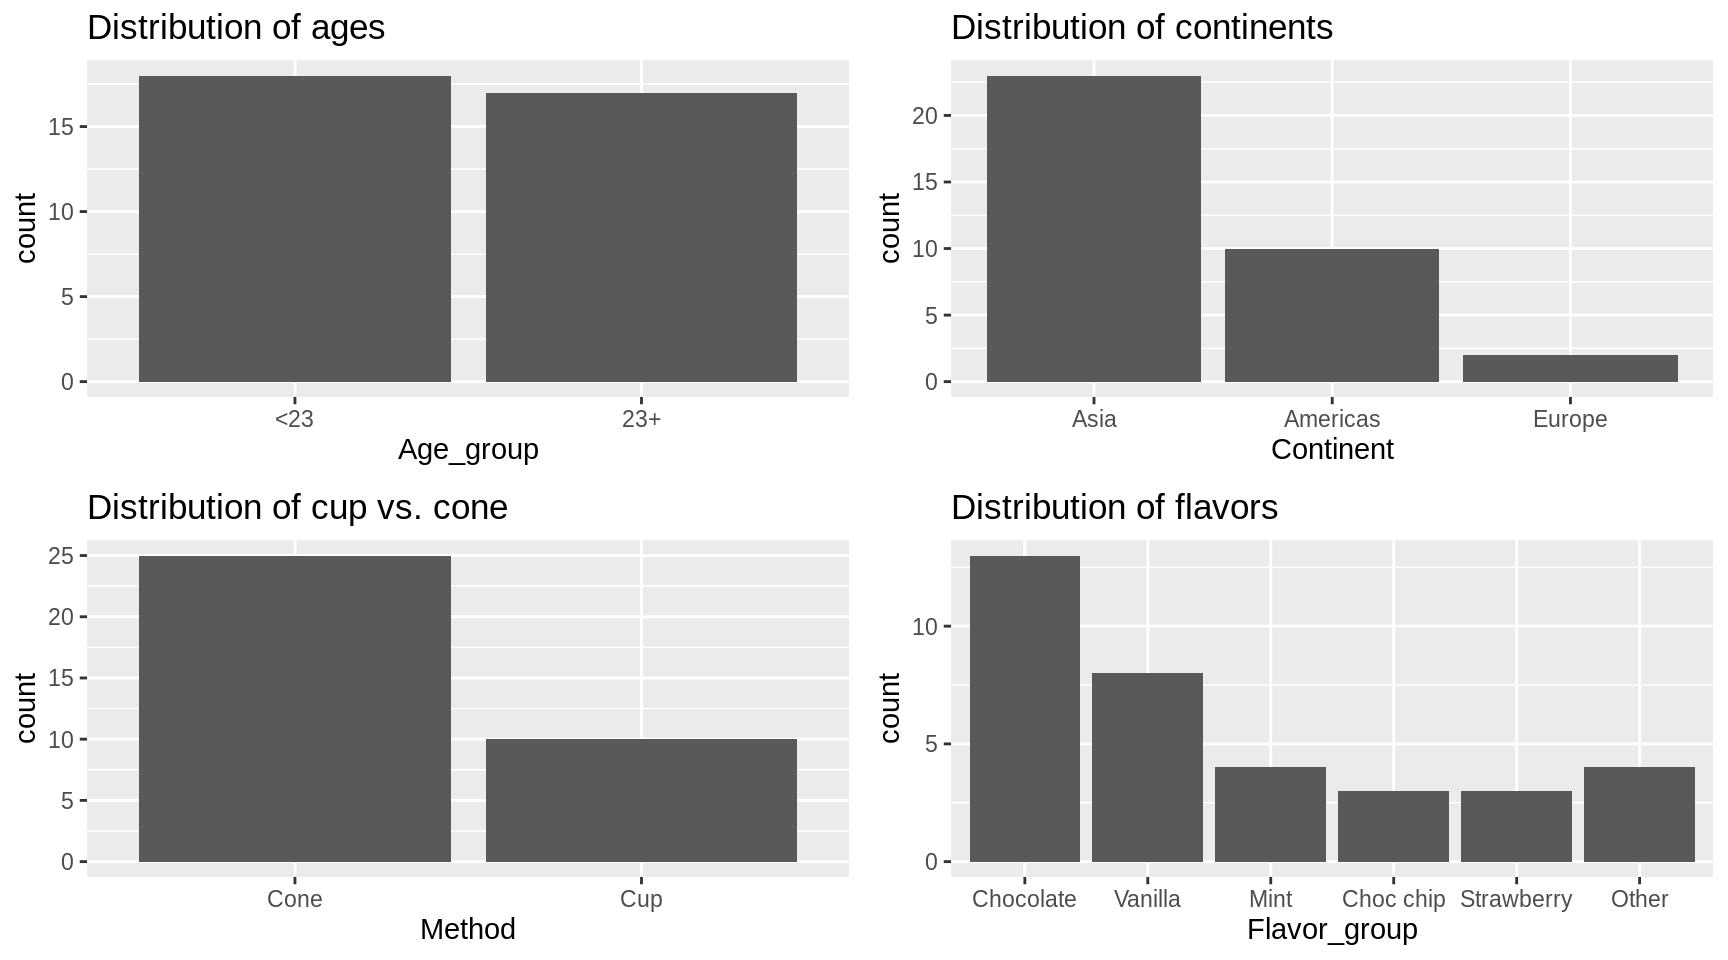 Distribution of ages
count
15
10
5
0
<23 23+
Age_group
Distribution of continents
count
20
15
10
5
0
Asia Americas Europe
Continent
Distribution of cup vs. cone
count
25
20
15
10
5
0
Cone Cup
Method
Distribution of flavors
count
10
5
0
Chocolate Vanilla Mint Choc chip Strawberry Other
Flavor_group